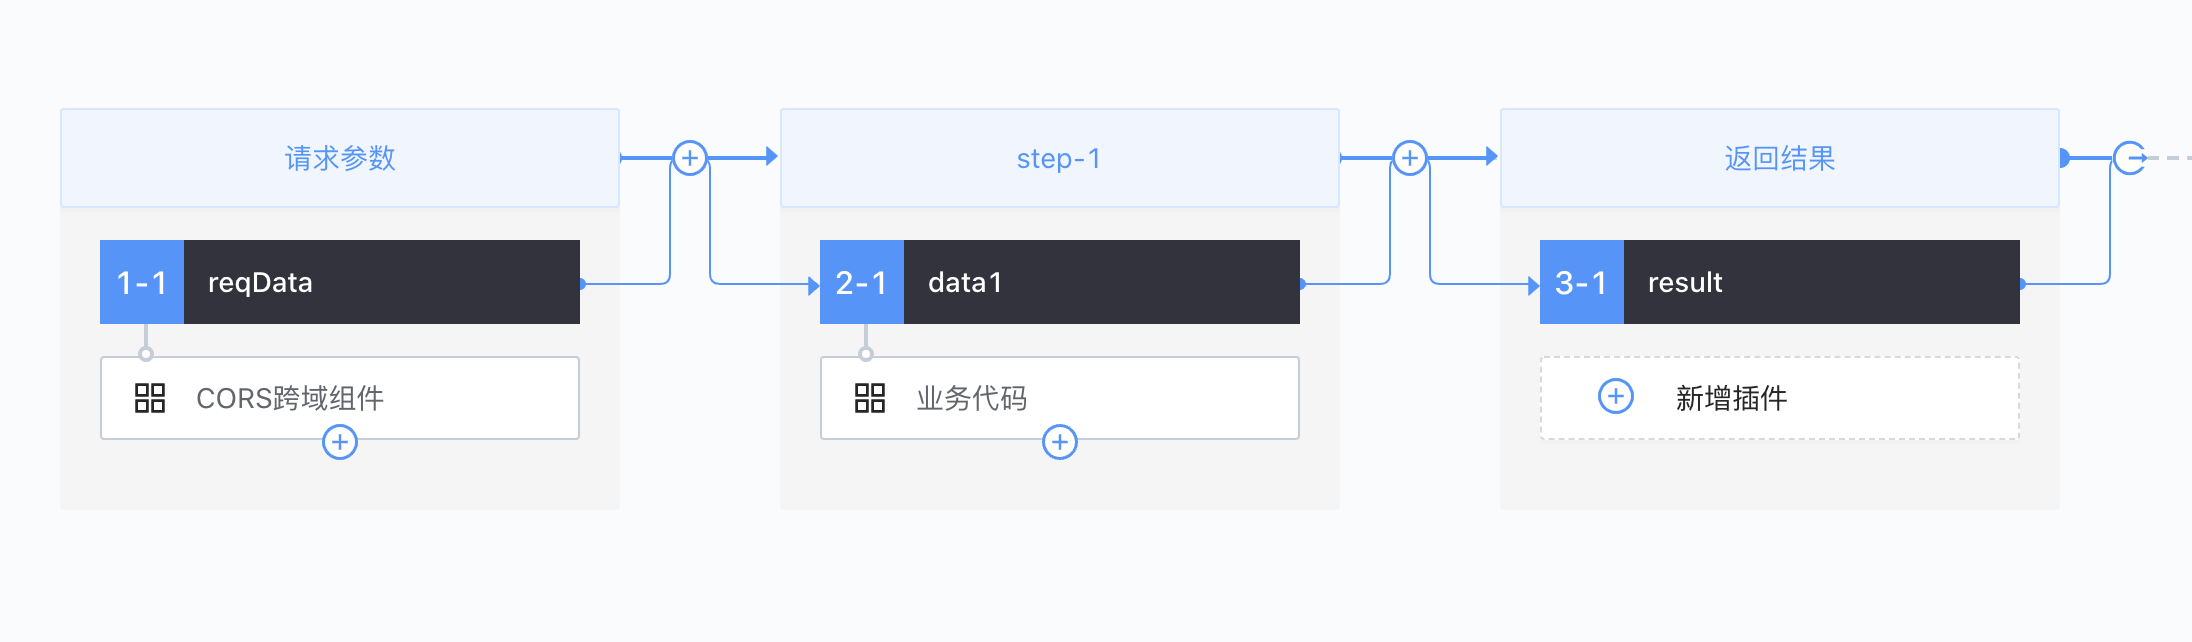 请求参数
step-1
返回结果
1-1 reqData
2-1 data1
3-1 result
CORS跨域组件
业务代码
新增插件